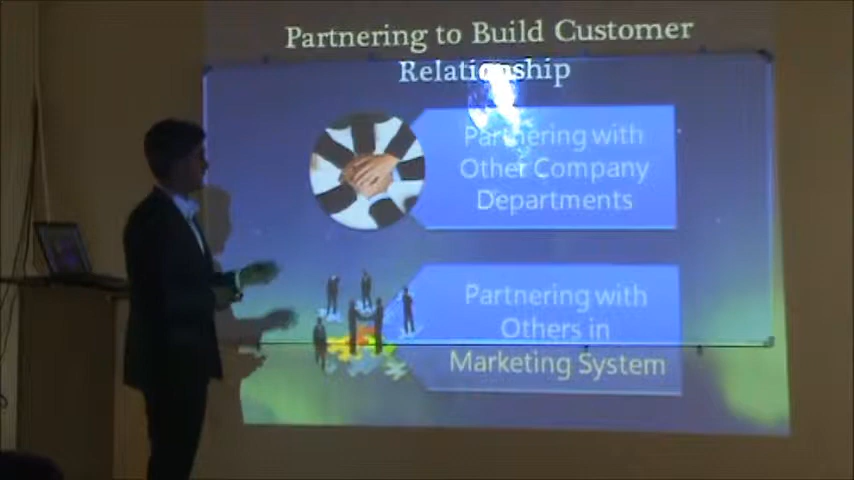 Partnering to Build Customer
Relationship
Partnering with
Other Company
Departments
Partnering with
Others in
Marketing System